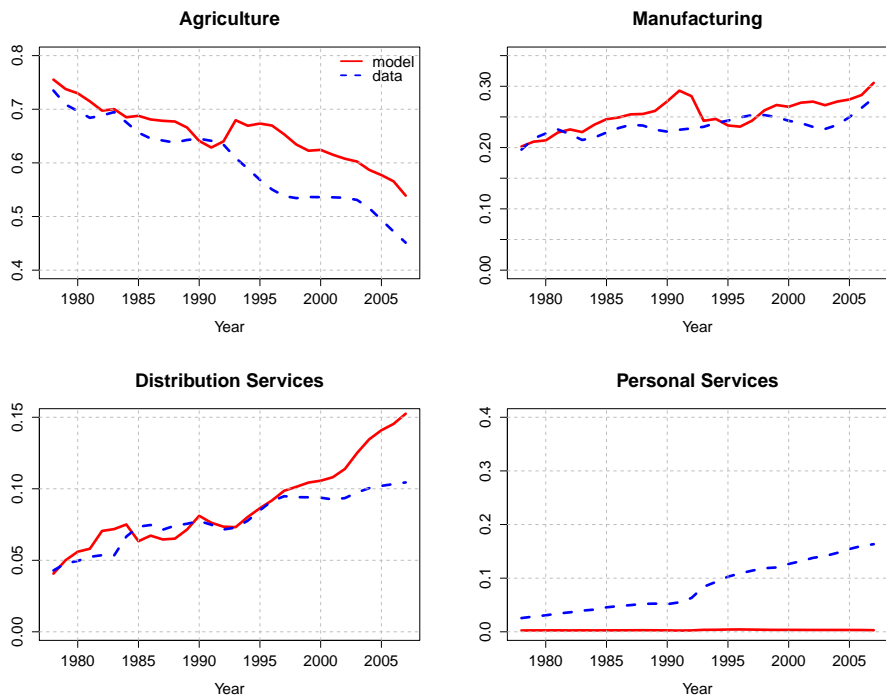 Agriculture
model
data
0.8
0.7
0.6
0.5
0.4
1980 1985 1990 1995 2000 2005
Year
Manufacturing
0.30
0.20
0.10
0.00
1980 1985 1990 1995 2000 2005
Year
Distribution Services
0.15
0.10
0.05
0.00
1980 1985 1990 1995 2000 2005
Year
Personal Services
0.4
0.3
0.2
0.1
0.0
1980 1985 1990 1995 2000 2005
Year